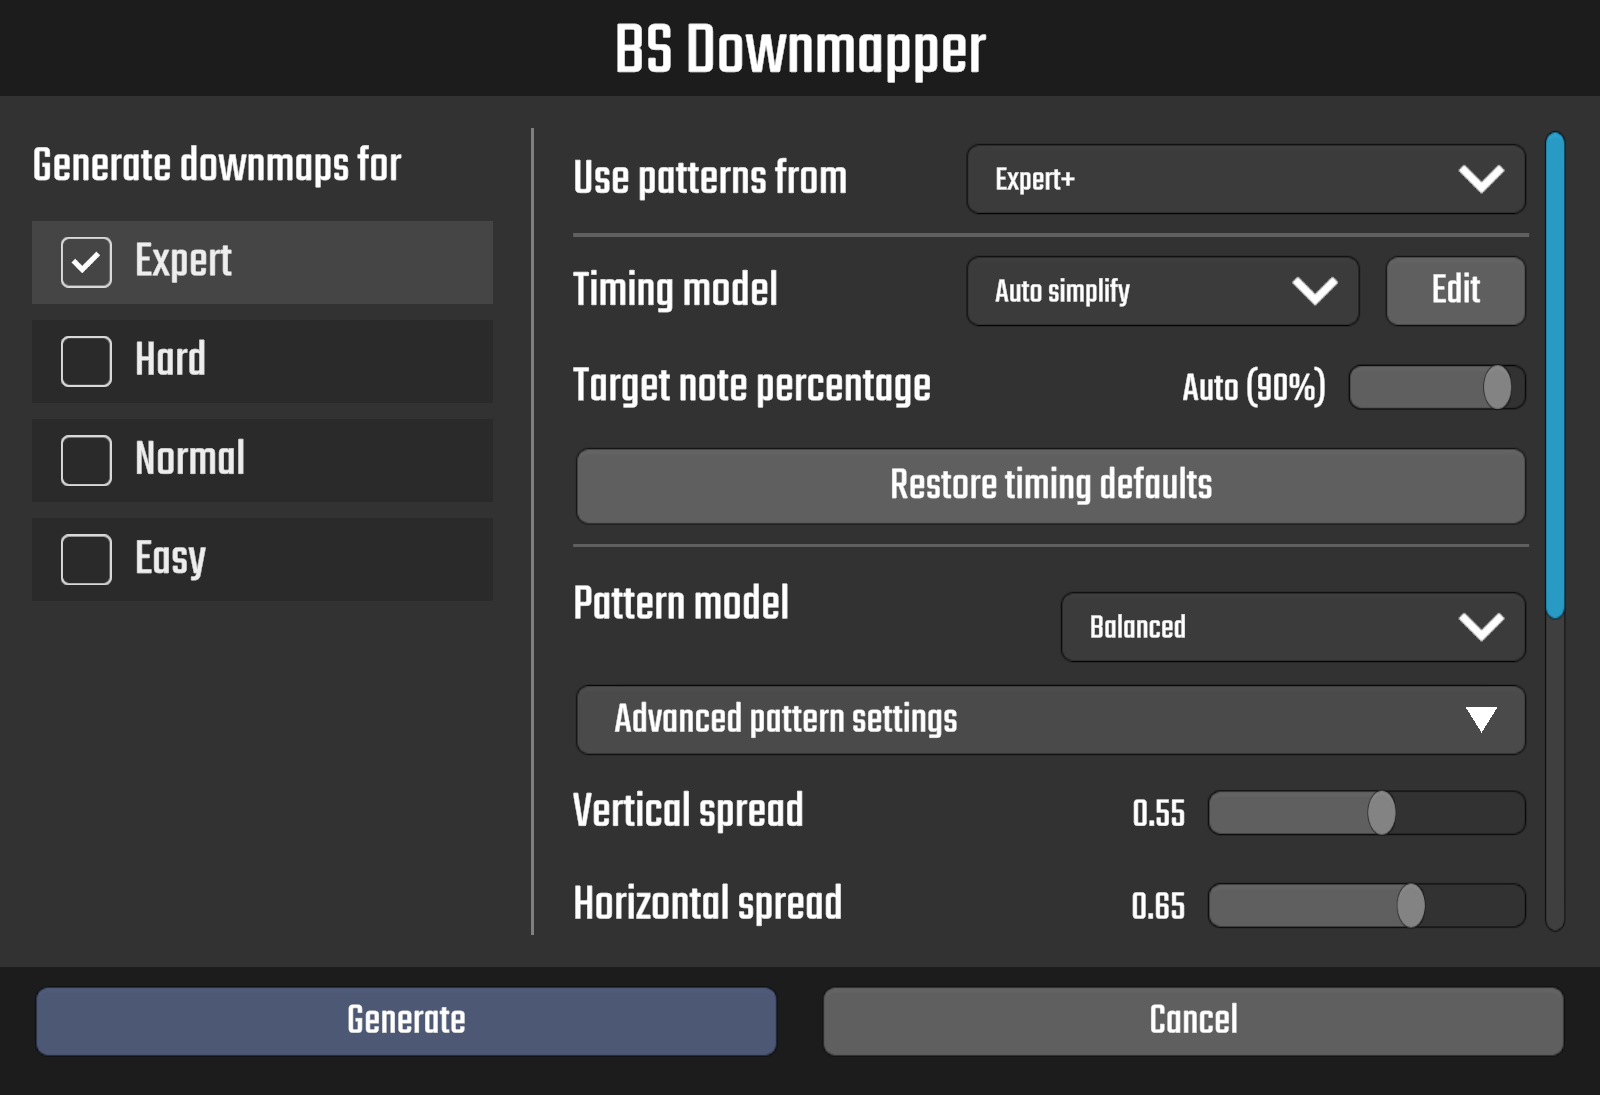 BS Downmapper
Generate downmaps for
Expert
Hard
Normal
Easy
Use patterns from
Expert+
Timing model
Auto simplify
Edit
Target note percentage
Auto (90%)
Restore timing defaults
Pattern model
Balanced
Advanced pattern settings
Vertical spread
0.55
Horizontal spread
0.65
Generate
Cancel